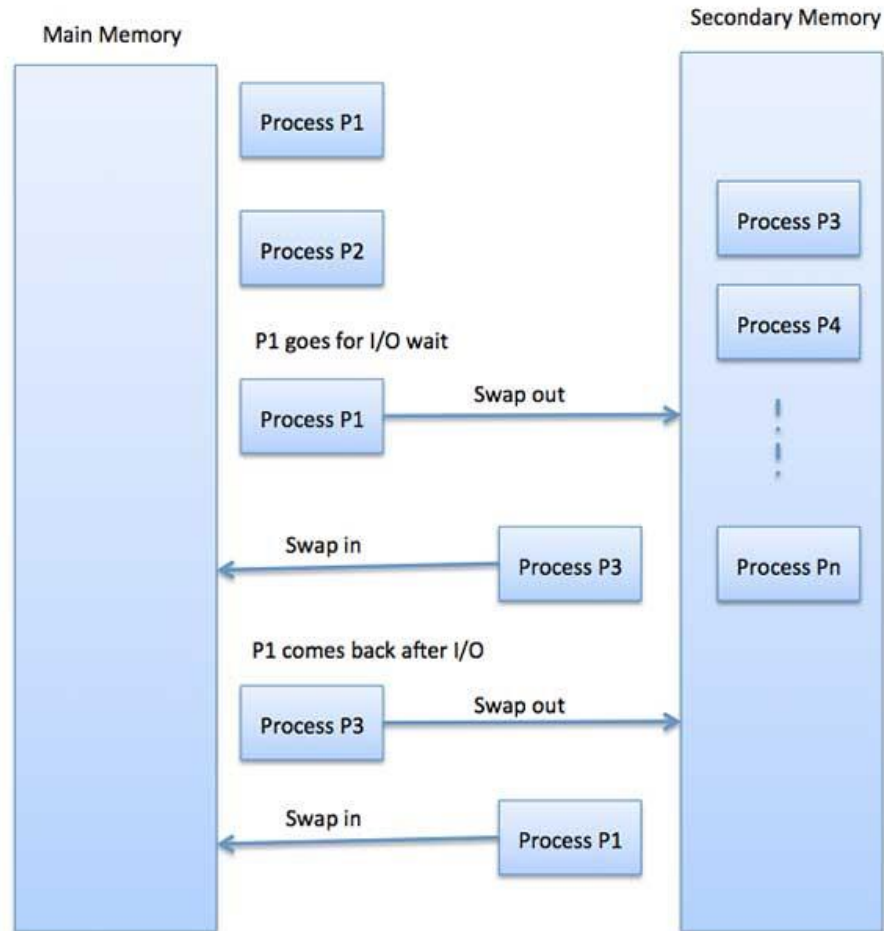 Main Memory
Secondary Memory
Process P1
Process P3
Process P2
Process P4
P1 goes for I/O wait
Process P1
Swap out
Swap in
Process P3
Process Pn
P1 comes back after I/O
Process P3
Swap out
Swap in
Process P1